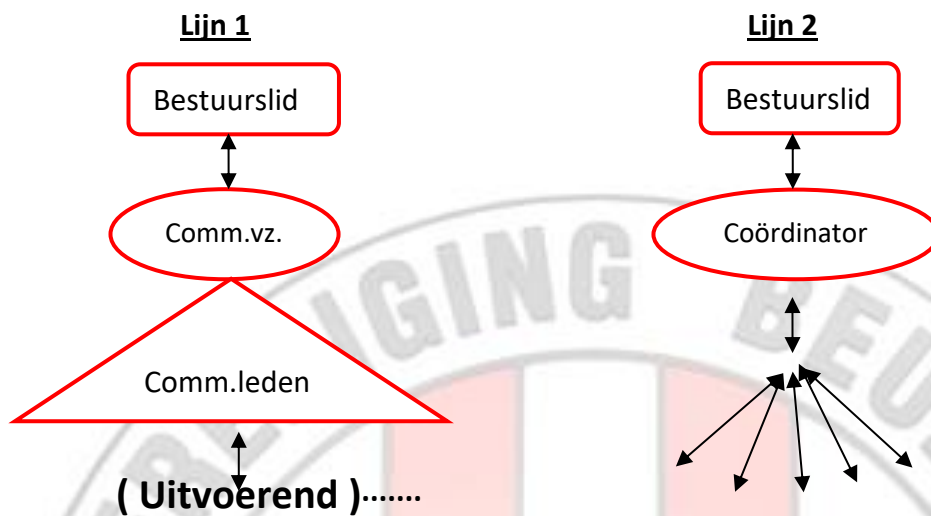 Lijn 1
Lijn 2
Bestuurslid
Bestuurslid
Comm.vz.
Coördinator
Comm.leden
( Uitvoerend ).......